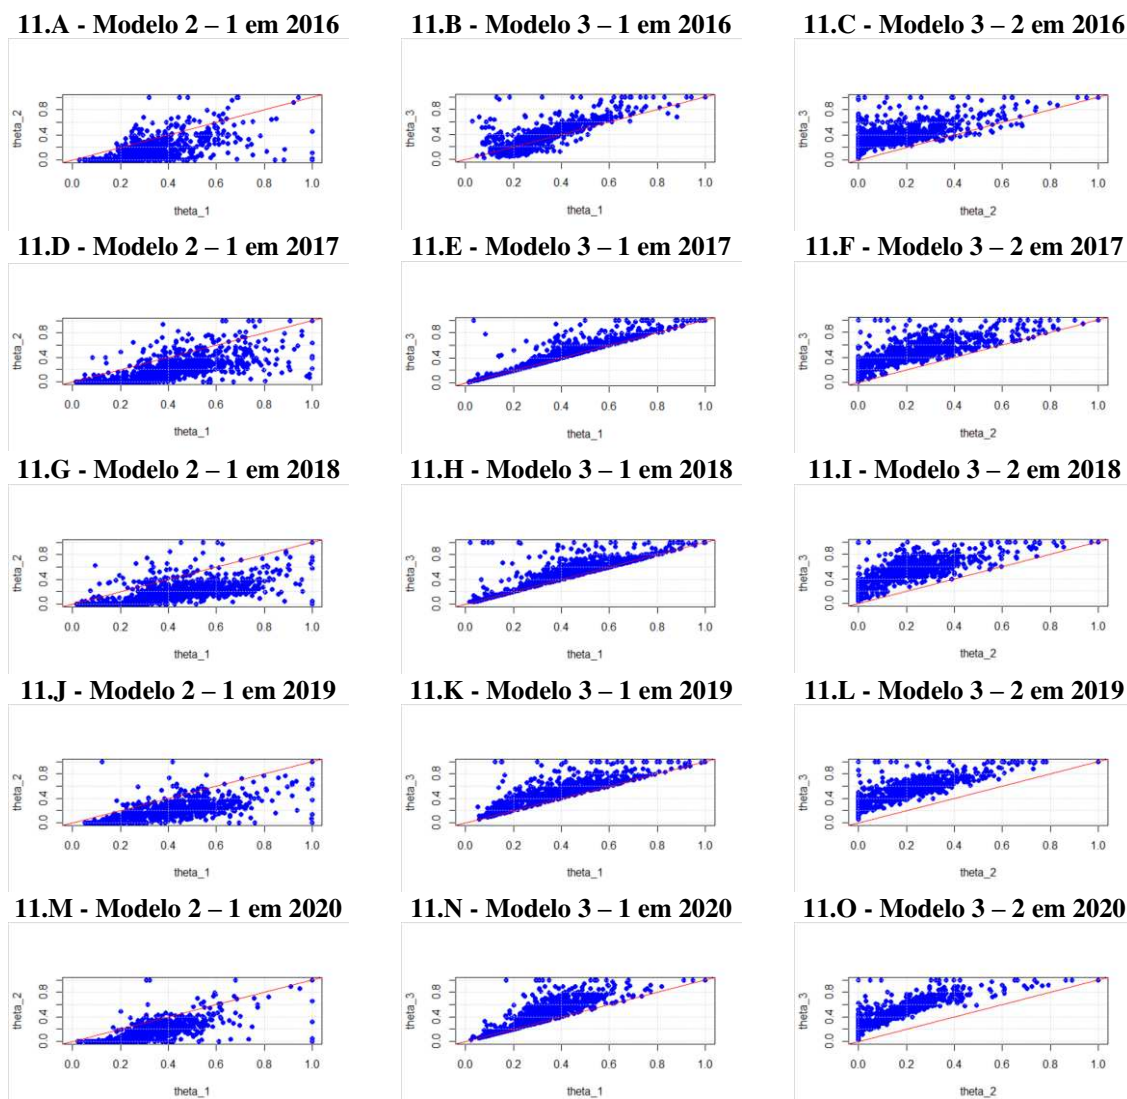 11.A - Modelo 2 – 1 em 2016
11.B - Modelo 3 – 1 em 2016
11.C - Modelo 3 – 2 em 2016
theta_2
0.0 0.4 0.8
0.0 0.2 0.4 0.6 0.8 1.0
theta_1
theta_3
0.0 0.4 0.8
0.0 0.2 0.4 0.6 0.8 1.0
theta_1
theta_3
0.0 0.4 0.8
0.0 0.2 0.4 0.6 0.8 1.0
theta_2
11.D - Modelo 2 – 1 em 2017
11.E - Modelo 3 – 1 em 2017
11.F - Modelo 3 – 2 em 2017
theta_2
0.0 0.4 0.8
0.0 0.2 0.4 0.6 0.8 1.0
theta_1
theta_3
0.0 0.4 0.8
0.0 0.2 0.4 0.6 0.8 1.0
theta_1
theta_3
0.0 0.4 0.8
0.0 0.2 0.4 0.6 0.8 1.0
theta_2
11.G - Modelo 2 – 1 em 2018
11.H - Modelo 3 – 1 em 2018
11.I - Modelo 3 – 2 em 2018
theta_2
0.0 0.4 0.8
0.0 0.2 0.4 0.6 0.8 1.0
theta_1
theta_3
0.0 0.4 0.8
0.0 0.2 0.4 0.6 0.8 1.0
theta_1
theta_3
0.0 0.4 0.8
0.0 0.2 0.4 0.6 0.8 1.0
theta_2
11.J - Modelo 2 – 1 em 2019
11.K - Modelo 3 – 1 em 2019
11.L - Modelo 3 – 2 em 2019
theta_2
0.0 0.4 0.8
0.0 0.2 0.4 0.6 0.8 1.0
theta_1
theta_3
0.0 0.4 0.8
0.0 0.2 0.4 0.6 0.8 1.0
theta_1
theta_3
0.0 0.4 0.8
0.0 0.2 0.4 0.6 0.8 1.0
theta_2
11.M - Modelo 2 – 1 em 2020
11.N - Modelo 3 – 1 em 2020
11.O - Modelo 3 – 2 em 2020
theta_2
0.0 0.4 0.8
0.0 0.2 0.4 0.6 0.8 1.0
theta_1
theta_3
0.0 0.4 0.8
0.0 0.2 0.4 0.6 0.8 1.0
theta_1
theta_3
0.0 0.4 0.8
0.0 0.2 0.4 0.6 0.8 1.0
theta_2